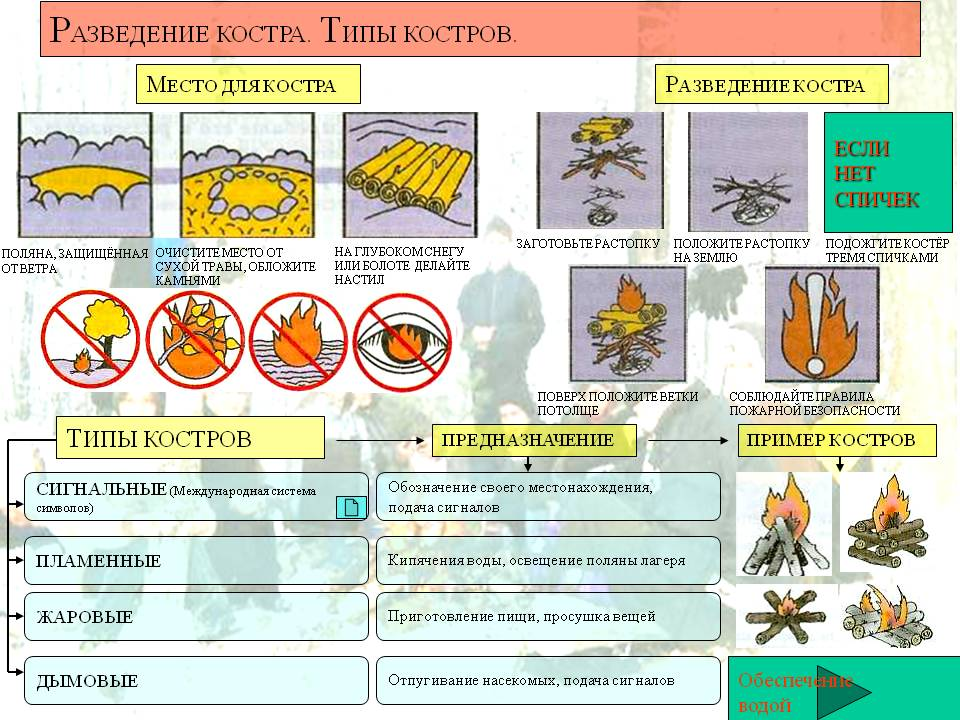 РАЗВЕДЕНИЕ КОСТРА. ТИПЫ КОСТРОВ.
МЕСТО ДЛЯ КОСТРА
РАЗВЕДЕНИЕ КОСТРА
ЕСЛИ
НЕТ
СПИЧЕК
ПОЛЯНА, ЗАЩИЩЁННАЯ
ОТ ВЕТРА
ОЧИСТИТЕ МЕСТО ОТ
СУХОЙ ТРАВЫ, ОБЛОЖИТЕ
КАМНЯМИ
НА ГЛУБОКОМ СНЕГУ
ИЛИ БОЛОТЕ ДЕЛАЙТЕ
НАСТИЛ
ЗАГОТОВЬТЕ РАСТОПКУ
ПОЛОЖИТЕ РАСТОПКУ
НА ЗЕМЛЮ
ПОДОЖГИТЕ КОСТЁР
ТРЕМЯ СПИЧКАМИ
ПОВЕРХ ПОЛОЖИТЕ ВЕТКИ
ПОТОЛЩЕ
СОБЛЮДАЙТЕ ПРАВИЛА
ПОЖАРНОЙ БЕЗОПАСНОСТИ
ТИПЫ КОСТРОВ
ПРЕДНАЗНАЧЕНИЕ
ПРИМЕР КОСТРОВ
СИГНАЛЬНЫЕ (Международная система
символов)
Обозначение своего местонахождения,
подача сигналов
ПЛАМЕННЫЕ
Кипячения воды, освещение поляны лагеря
ЖАРОВЫЕ
Приготовление пищи, просушка вещей
ДЫМОВЫЕ
Отпугивание насекомых, подача сигналов
Обеспечение
водой